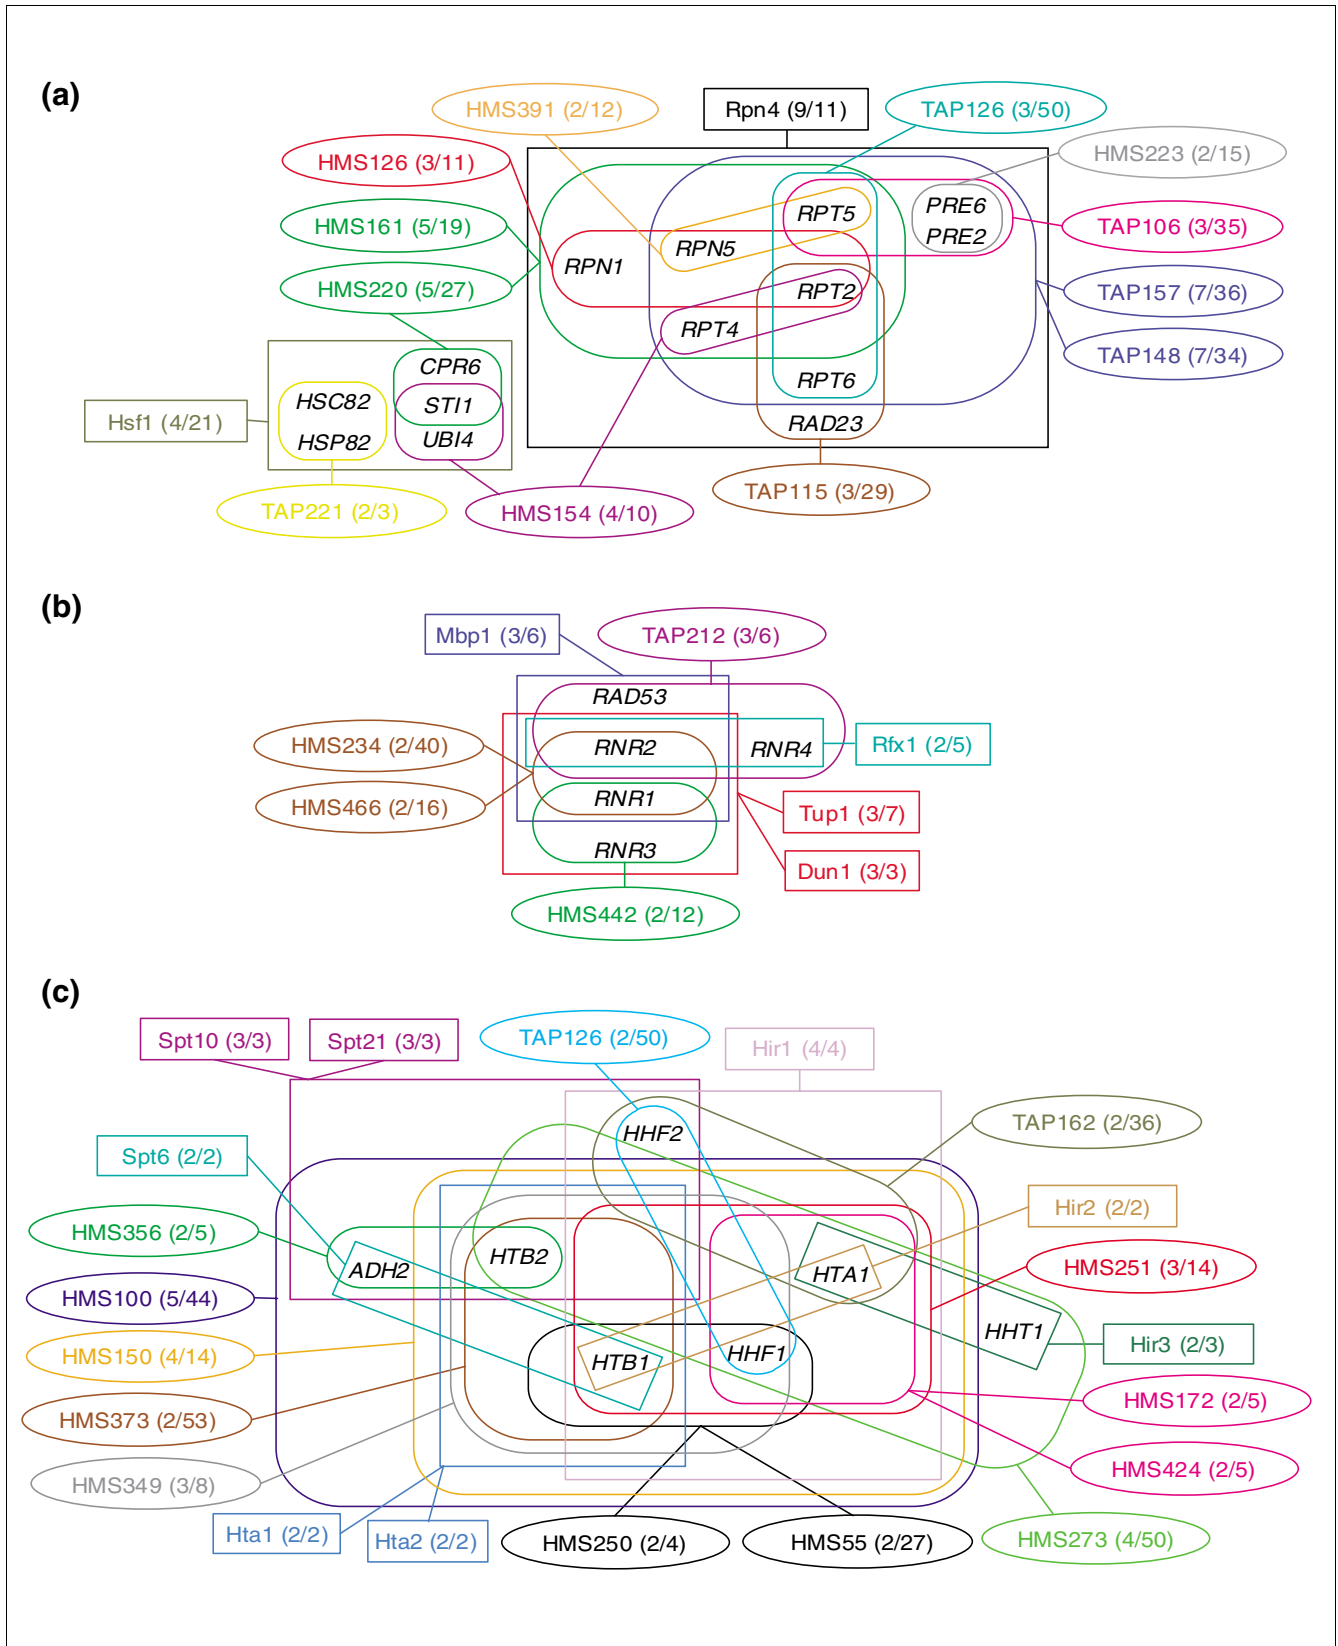 (a)
HMS391 (2/12)
Rpn4 (9/11)
TAP126 (3/50)
HMS126 (3/11)
HMS223 (2/15)
HMS161 (5/19)
RPT5
PRE6
TAP106 (3/35)
RPN1
RPN5
PRE2
HMS220 (5/27)
RPT2
TAP157 (7/36)
RPT4
TAP148 (7/34)
CPR6
RPT6
Hsf1 (4/21)
HSC82
STI1
RAD23
HSP82
UBI4
TAP115 (3/29)
TAP221 (2/3)
HMS154 (4/10)
(b)
Mbp1 (3/6)
TAP212 (3/6)
RAD53
HMS234 (2/40)
RNR2
RNR4
Rfx1 (2/5)
HMS466 (2/16)
RNR1
Tup1 (3/7)
RNR3
Dun1 (3/3)
HMS442 (2/12)
(c)
Spt10 (3/3)
Spt21 (3/3)
TAP126 (2/50)
Hir1 (4/4)
HHF2
TAP162 (2/36)
Spt6 (2/2)
Hir2 (2/2)
HMS356 (2/5)
HTB2
ADH2
HTA1
HMS251 (3/14)
HMS100 (5/44)
HHT1
Hir3 (2/3)
HMS150 (4/14)
HTB1
HHF1
HMS172 (2/5)
HMS373 (2/53)
HMS424 (2/5)
HMS349 (3/8)
Hta1 (2/2)
Hta2 (2/2)
HMS250 (2/4)
HMS55 (2/27)
HMS273 (4/50)